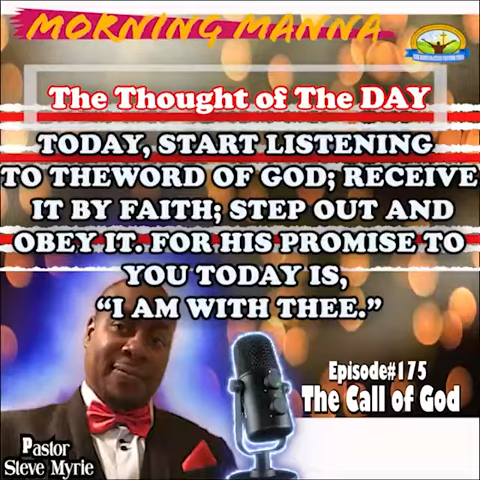 MORNING MANNA
The Thought of The DAY
TODAY, START LISTENING
TO THEWORD OF GOD; RECEIVE
IT BY FAITH; STEP OUT AND
OBEY IT. FOR HIS PROMISE TO
YOU TODAY IS,
“I AM WITH THEE.”
Episode#175
The Call of God
Pastor
Steve Myrie